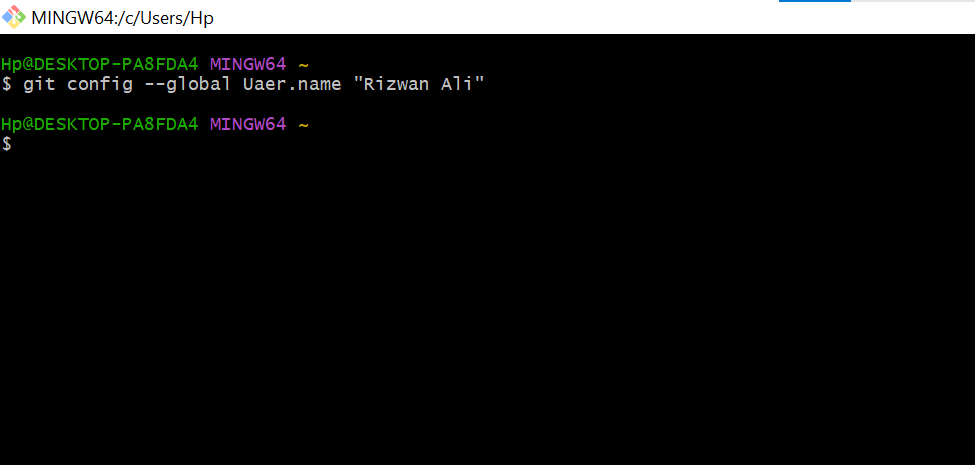 MINGW64:/c/Users/Hp
Hp@DESKTOP-PA8FDA4 MINGW64 ~
$ git config --global Uaer.name "Rizwan Ali"
Hp@DESKTOP-PA8FDA4 MINGW64 ~
$